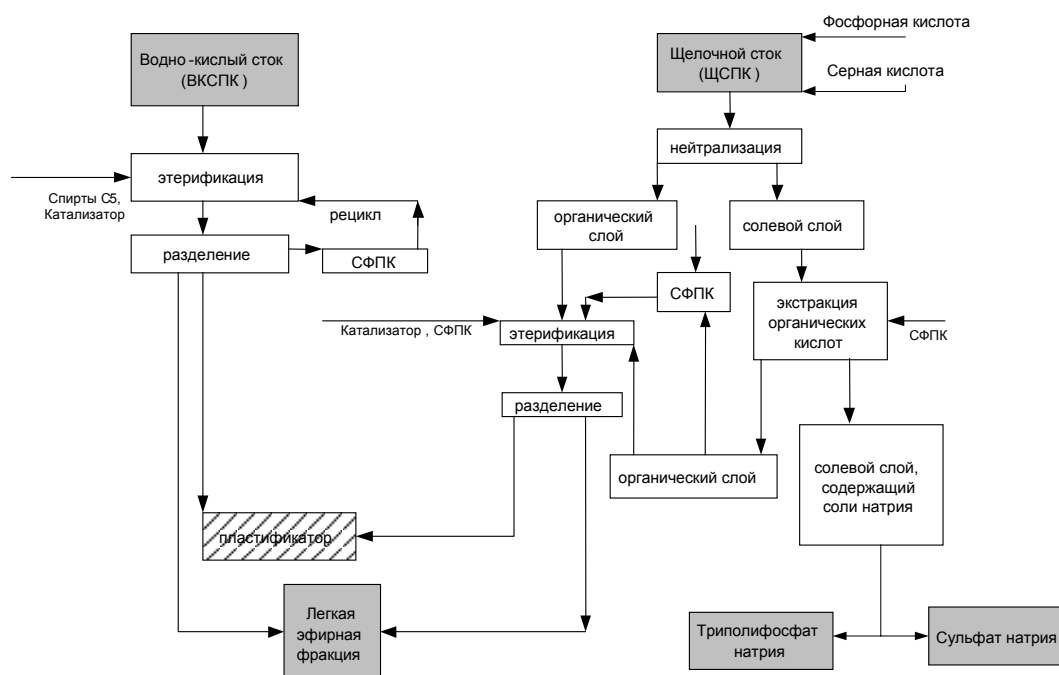 Фосфорная кислота
Водно-кислый сток
(ВКСПК )
Щелочной сток
(ЩСПК )
Серная кислота
нейтрализация
этерификация
Спирты С5,
Катализатор
рецикл
органический
слой
солевой слой
разделение
СФПК
СФПК
экстракция
органических
кислот
СФПК
Катализатор , СФПК
этерификация
разделение
органический слой
солевой слой,
содержащий
соли натрия
пластификатор
Легкая
эфирная
фракция
Триполифосфат
натрия
Сульфат натрия